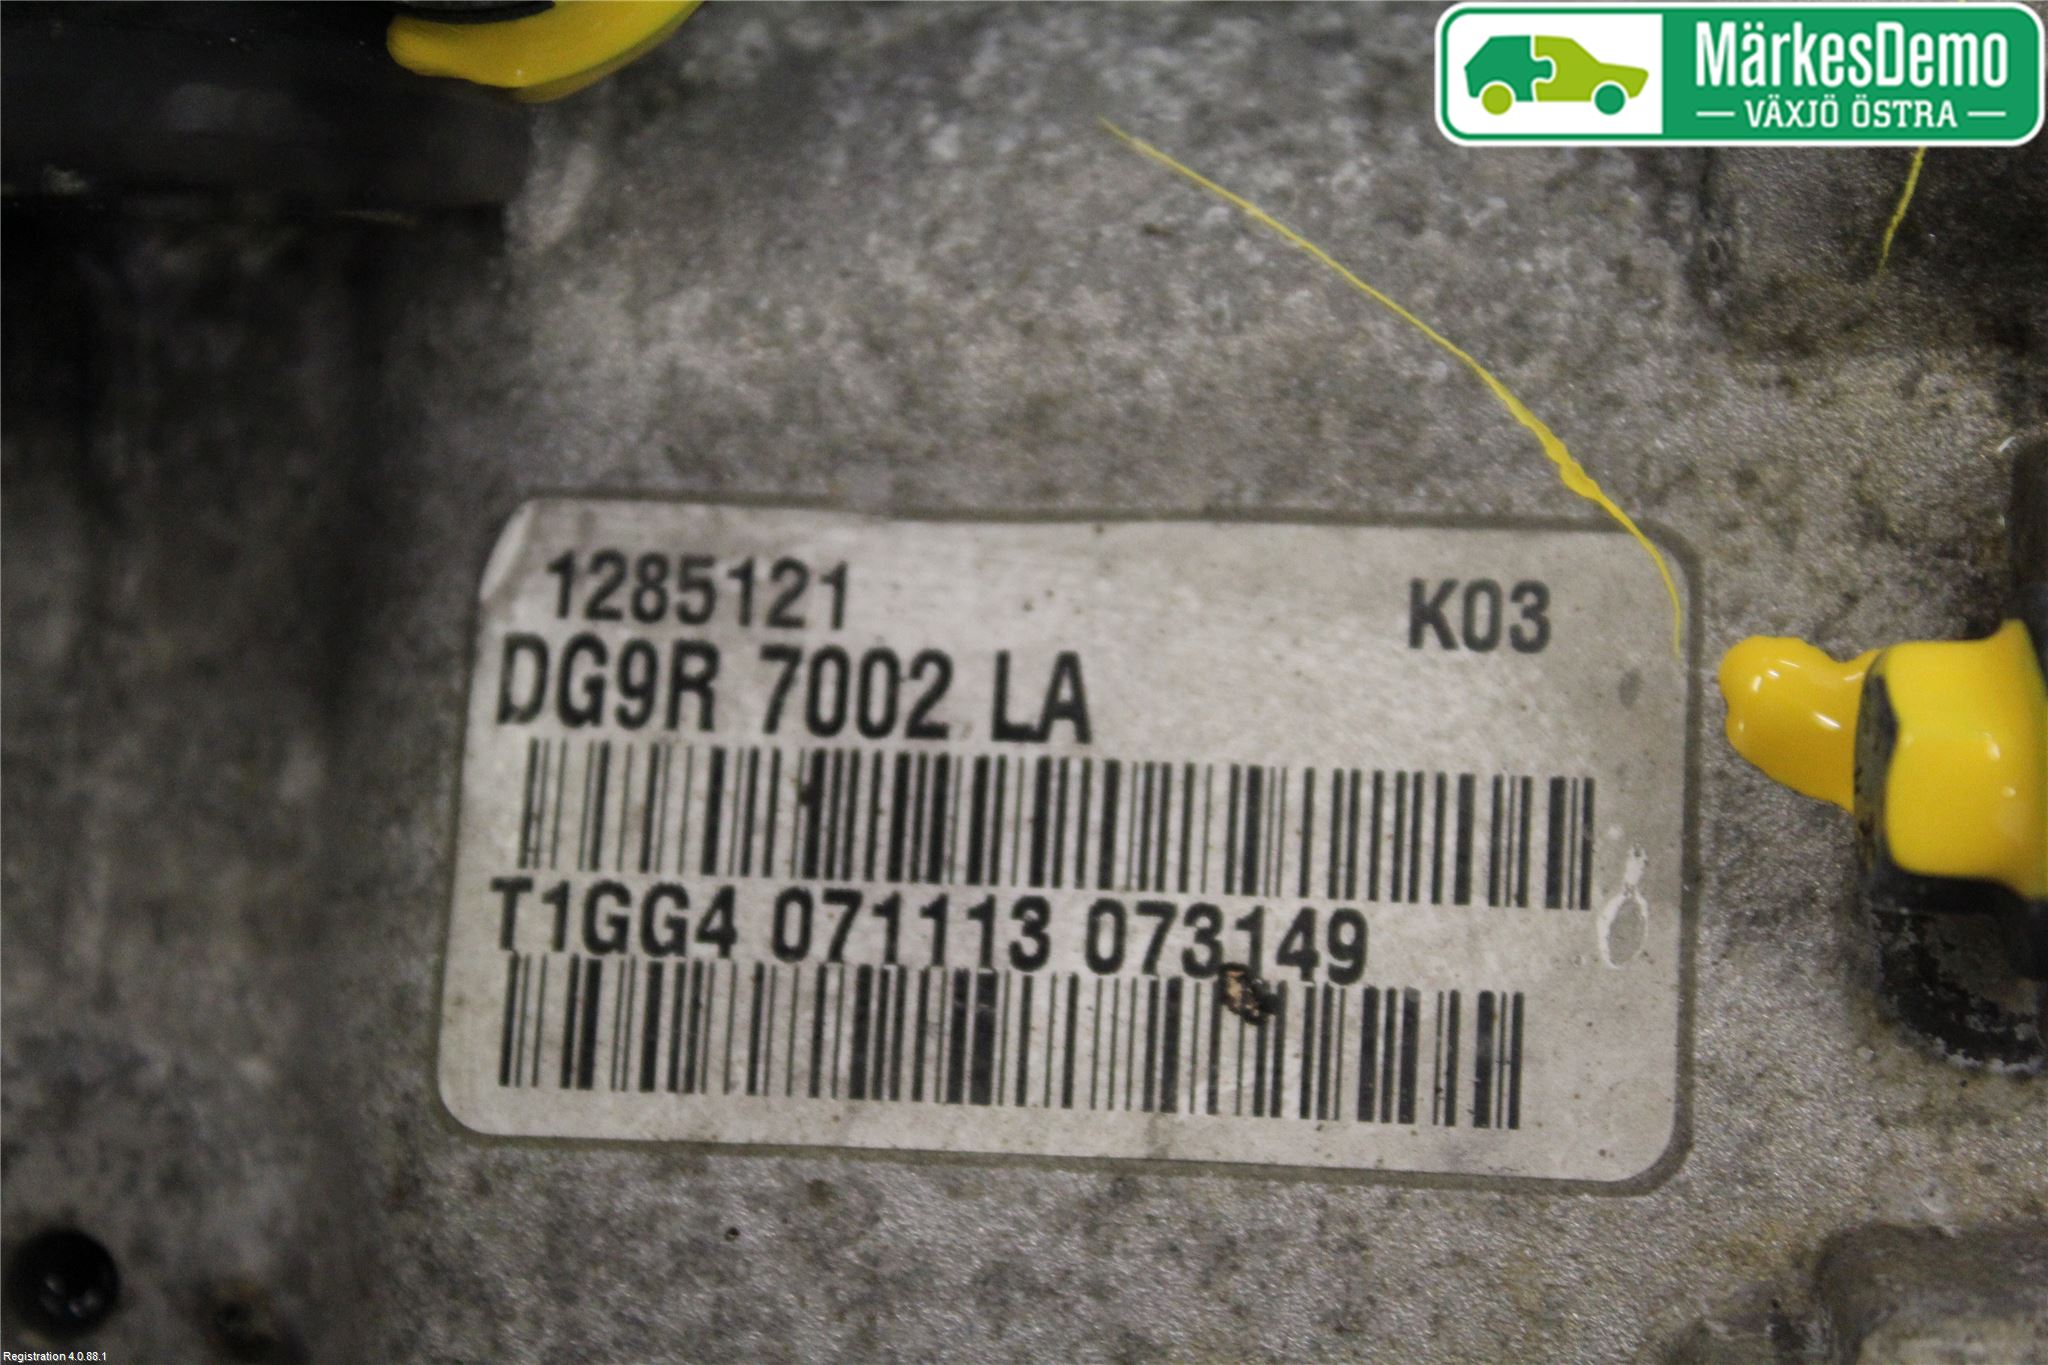 MärkesDemo
VÄXJÖ ÖSTRA
1285121 K03
DG9R 7002 LA
T1GG4 071113 073149
Registration 4.0.88.1